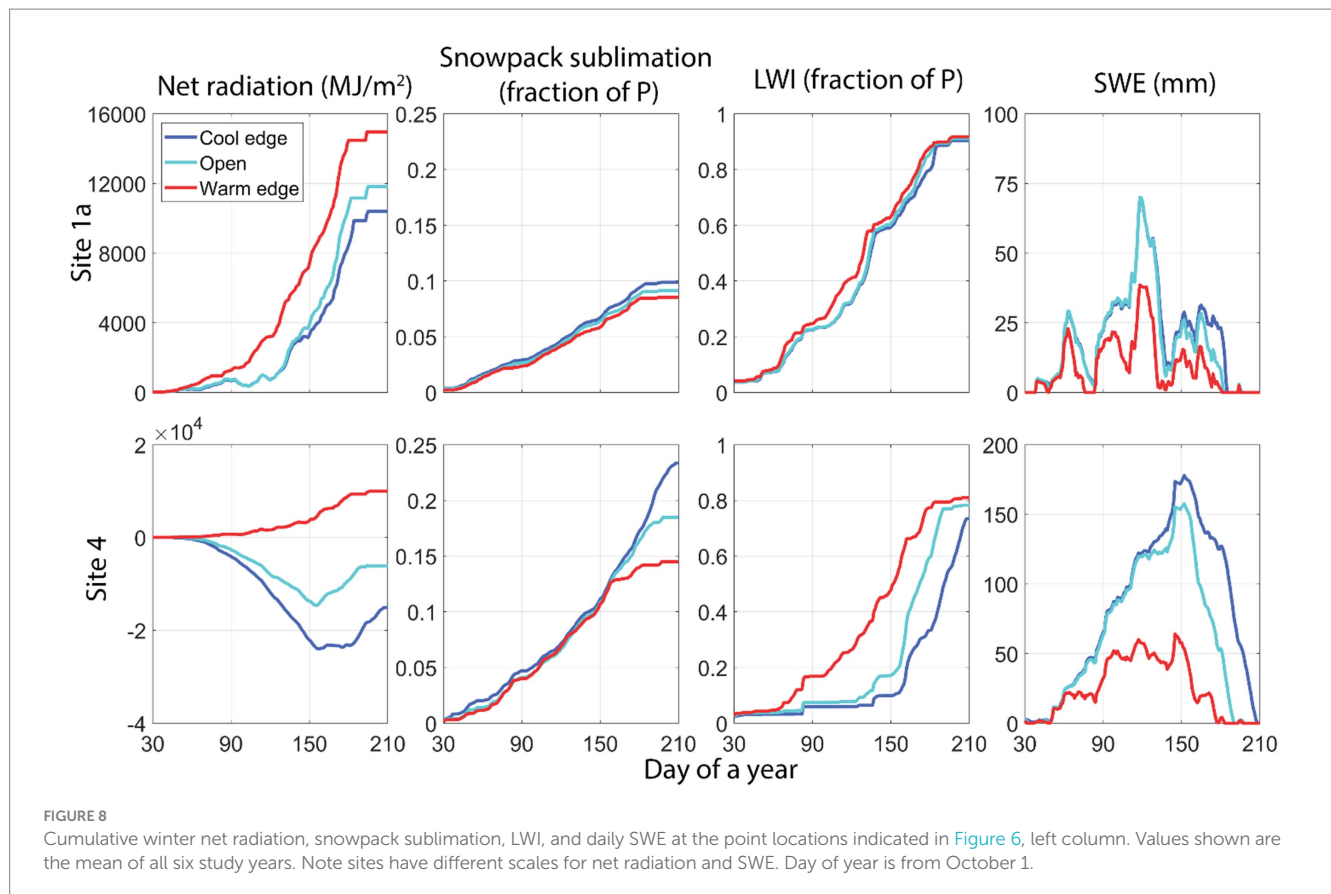 Net radiation (MJ/m²)
Snowpack sublimation
(fraction of P)
LWI (fraction of P)
SWE (mm)
Site 1a
16000
12000
8000
4000
0
Cool edge
Open
Warm edge
0.25
0.2
0.15
0.1
0.05
0
1
0.8
0.6
0.4
0.2
0
100
75
50
25
0
Site 4
×10⁴
2
0
-2
-4
0.25
0.2
0.15
0.1
0.05
0
1
0.8
0.6
0.4
0.2
0
200
150
100
50
0
30 90 150 210
30 90 150 210
30 90 150 210
30 90 150 210
Day of a year
FIGURE 8
Cumulative winter net radiation, snowpack sublimation, LWI, and daily SWE at the point locations indicated in Figure 6, left column. Values shown are
the mean of all six study years. Note sites have different scales for net radiation and SWE. Day of year is from October 1.